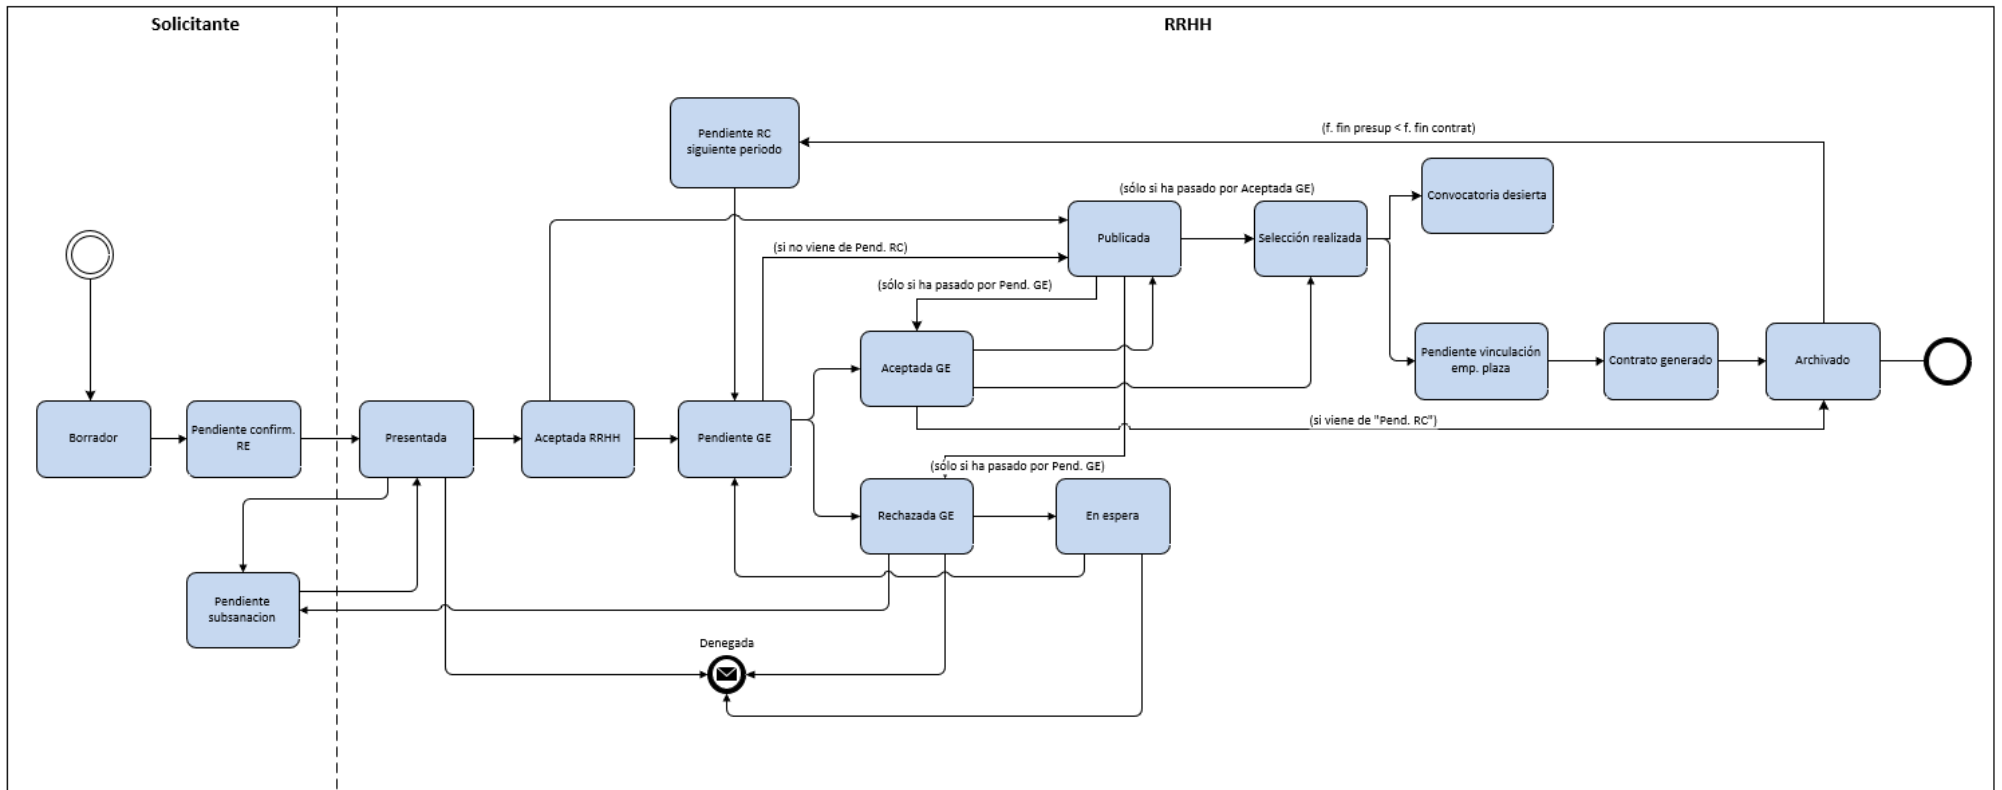 Solicitante
RRHH
Pendiente RC
siguiente periodo
(f. fin presup < f. fin contrat)
(sólo si ha pasado por Aceptada GE)
Convocatoria desierta
Publicada
Selección realizada
(si no viene de Pend. RC)
(sólo si ha pasado por Pend. GE)
Aceptada GE
Pendiente vinculación
emp. plaza
Contrato generado
Archivado
(si viene de "Pend. RC")
Borrador
Pendiente confirm.
RE
Presentada
Aceptada RRHH
Pendiente GE
(sólo si ha pasado por Pend. GE)
Rechazada GE
En espera
Pendiente
subsanacion
Denegada